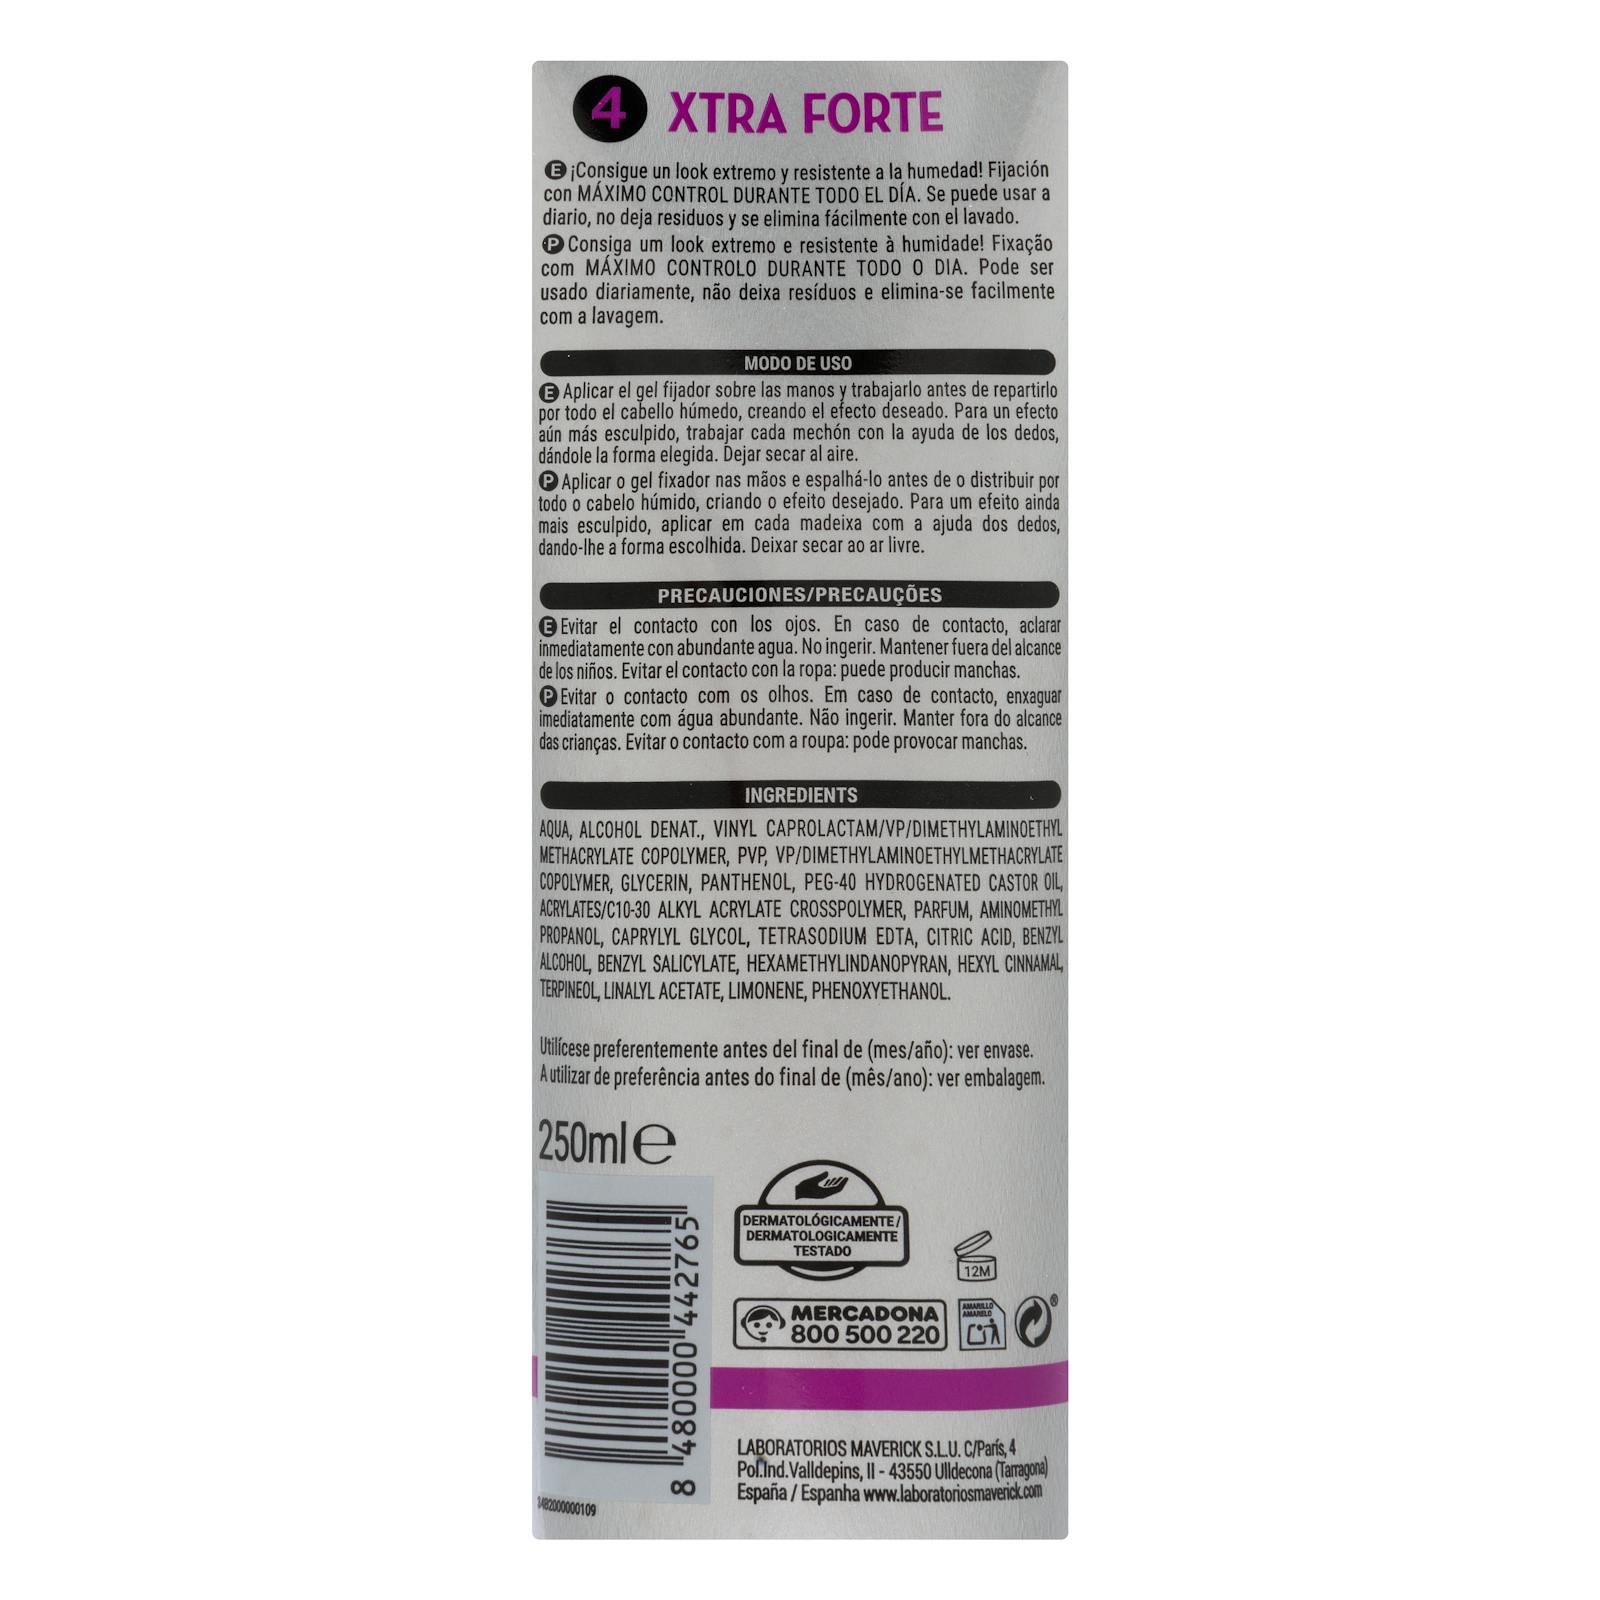 4 XTRA FORTE
E ¡Consigue un look extremo y resistente a la humedad! Fijación
con MÁXIMO CONTROL DURANTE TODO EL DÍA. Se puede usar a
diario, no deja residuos y se elimina fácilmente con el lavado.
P Consiga um look extremo e resistente à humidade! Fixação
com MÁXIMO CONTROLO DURANTE TODO O DIA. Pode ser
usado diariamente, não deixa resíduos e elimina-se facilmente
com a lavagem.
MODO DE USO
E Aplicar el gel fijador sobre las manos y trabajarlo antes de repartirlo
por todo el cabello húmedo, creando el efecto deseado. Para un efecto
aún más esculpido, trabajar cada mechón con la ayuda de los dedos,
dándole la forma elegida. Dejar secar al aire.
P Aplicar o gel fixador nas mãos e espalhá-lo antes de o distribuir por
todo o cabelo húmido, criando o efeito desejado. Para um efeito ainda
mais esculpido, aplicar em cada madeixa com a ajuda dos dedos,
dando-lhe a forma escolhida. Deixar secar ao ar livre.
PRECAUCIONES/PRECAUÇÕES
E Evitar el contacto con los ojos. En caso de contacto, aclarar
inmediatamente con abundante agua. No ingerir. Mantener fuera del alcance
de los niños. Evitar el contacto con la ropa: puede producir manchas.
P Evitar o contacto com os olhos. Em caso de contacto, enxaguar
imediatamente com água abundante. Não ingerir. Manter fora do alcance
das crianças. Evitar o contacto com a roupa: pode provocar manchas.
INGREDIENTS
AQUA, ALCOHOL DENAT., VINYL CAPROLACTAM/VP/DIMETHYLAMINOETHYL
METHACRYLATE COPOLYMER, PVP, VP/DIMETHYLAMINOETHYLMETHACRYLATE
COPOLYMER, GLYCERIN, PANTHENOL, PEG-40 HYDROGENATED CASTOR OIL,
ACRYLATES/C10-30 ALKYL ACRYLATE CROSSPOLYMER, PARFUM, AMINOMETHYL
PROPANOL, CAPRYLYL GLYCOL, TETRASODIUM EDTA, CITRIC ACID, BENZYL
ALCOHOL, BENZYL SALICYLATE, HEXAMETHYLINDANOPYRAN, HEXYL CINNAMAL,
TERPINEOL, LINALYL ACETATE, LIMONENE, PHENOXYETHANOL.
Utilícese preferentemente antes del final de (mes/año): ver envase.
A utilizar de preferência antes do final de (mês/ano): ver embalagem.
250ml e
DERMATOLÓGICAMENTE/
DERMATOLOGICAMENTE
TESTADO
12M
MERCADONA
800 500 220
AMARILLO
AMARELO
®
8 480000 442765
LABORATORIOS MAVERICK S.L.U. C/París, 4
Pol.Ind.Valldepins, II - 43550 Ulldecona (Tarragona)
España / Espanha www.laboratoriosmaverick.com